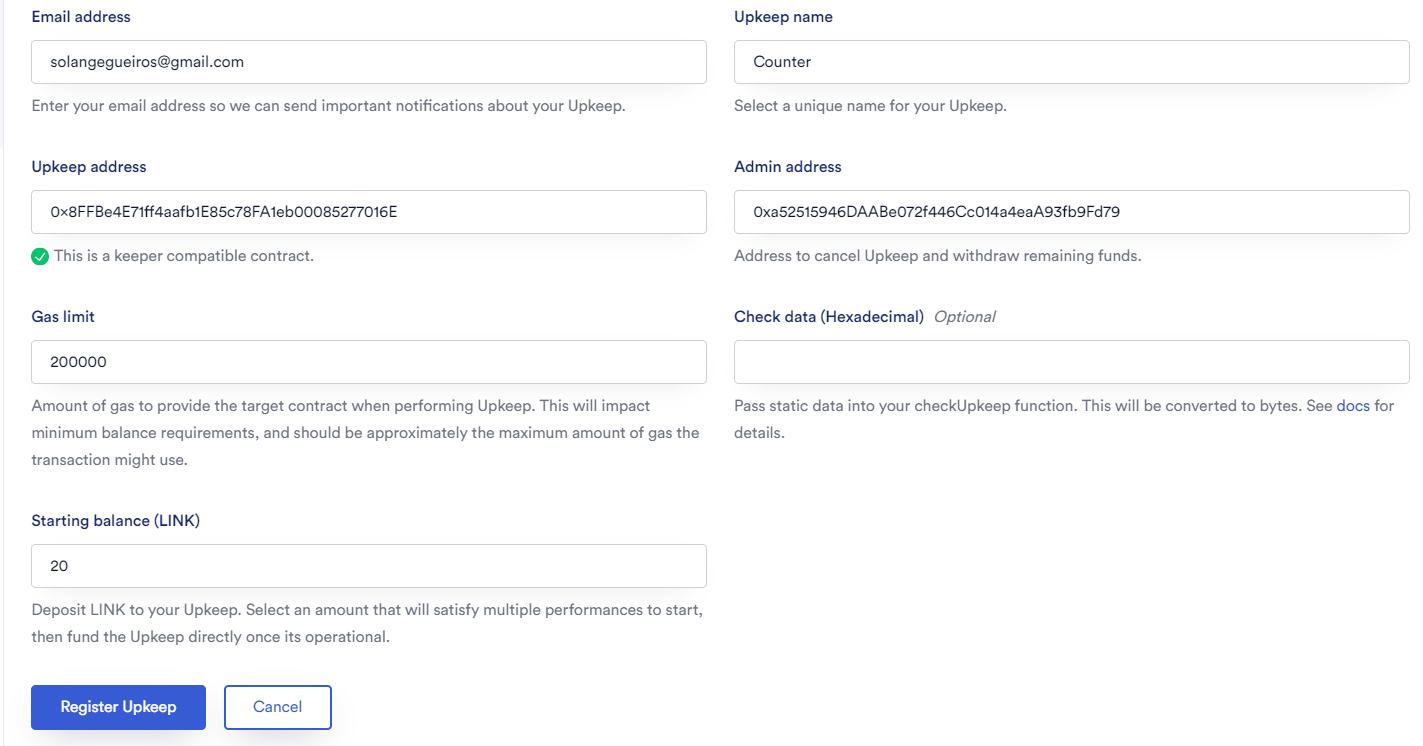 Email address
Upkeep name
solangegueiros@gmail.com
Counter
Enter your email address so we can send important notifications about your Upkeep.
Select a unique name for your Upkeep.
Upkeep address
Admin address
0x8FFBe4E71ff4aafb1E85c78FA1eb00085277016E
0xa52515946DAABe072f446Cc014a4eaA93fb9Fd79
This is a keeper compatible contract.
Address to cancel Upkeep and withdraw remaining funds.
Gas limit
Check data (Hexadecimal) Optional
200000
Amount of gas to provide the target contract when performing Upkeep. This will impact
minimum balance requirements, and should be approximately the maximum amount of gas the
transaction might use.
Pass static data into your checkUpkeep function. This will be converted to bytes. See docs for
details.
Starting balance (LINK)
20
Deposit LINK to your Upkeep. Select an amount that will satisfy multiple performances to start,
then fund the Upkeep directly once its operational.
Register Upkeep
Cancel